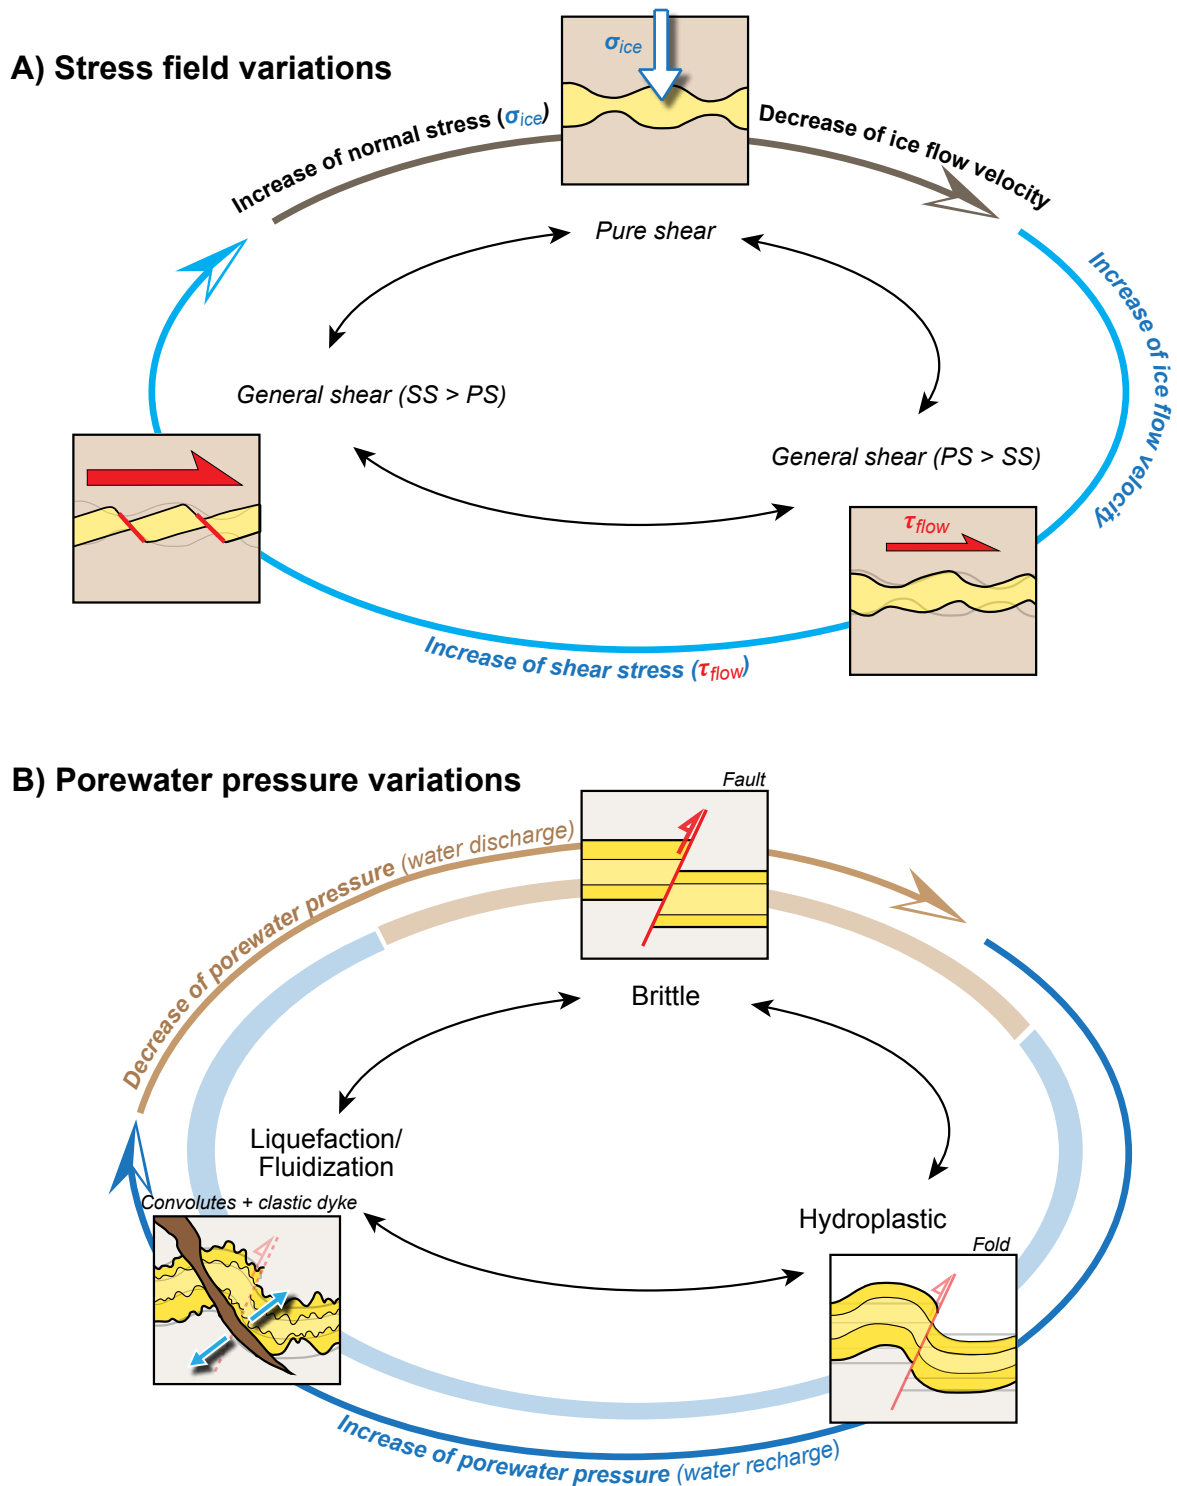 A) Stress field variations
σice
Increase of normal stress (σice)
Decrease of ice flow velocity
Pure shear
Increase of ice flow velocity
General shear (SS > PS)
General shear (PS > SS)
τflow
Increase of shear stress (τflow)
B) Porewater pressure variations
Fault
Decrease of porewater pressure (water discharge)
Brittle
Liquefaction/
Fluidization
Convolutes + clastic dyke
Hydroplastic
Fold
Increase of porewater pressure (water recharge)